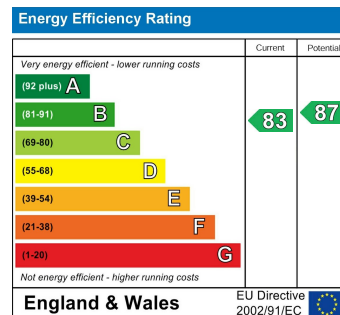 Energy Efficiency Rating
Current Potential
Very energy efficient - lower running costs
(92 plus) A
(81-91) B
(69-80) C
(55-68) D
(39-54) E
(21-38) F
(1-20) G
83
87
Not energy efficient - higher running costs
England & Wales
EU Directive
2002/91/EC